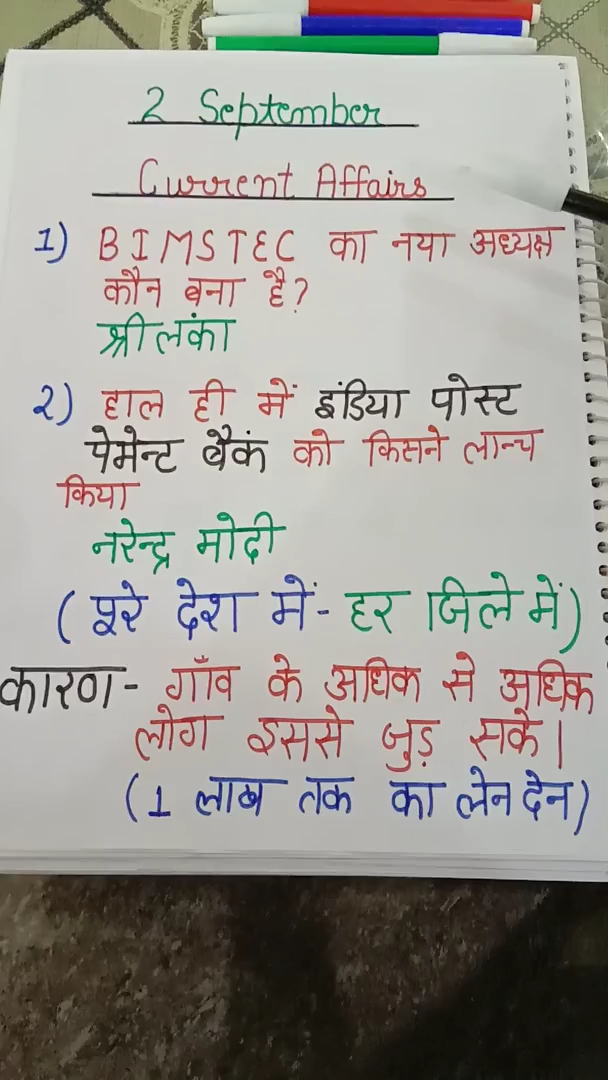 2 September
Current Affairs
1) BIMSTEC का नया अध्यक्ष
कौन बना है?
श्रीलंका
2) हाल ही में इंडिया पोस्ट
पेमेन्ट बैकं को किसने लान्च
किया
नरेन्द्र मोदी
(पूरे देश में - हर जिले में)
कारण - गाँव के अधिक से अधिक
लोग इससे जुड़ सके।
(1 लाख तक का लेन देन)